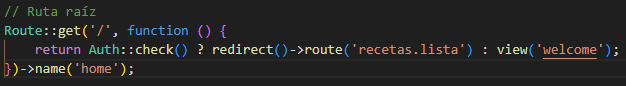 // Ruta raíz
Route::get('/', function () {
    return Auth::check() ? redirect()->route('recetas.lista') : view('welcome');
})->name('home');